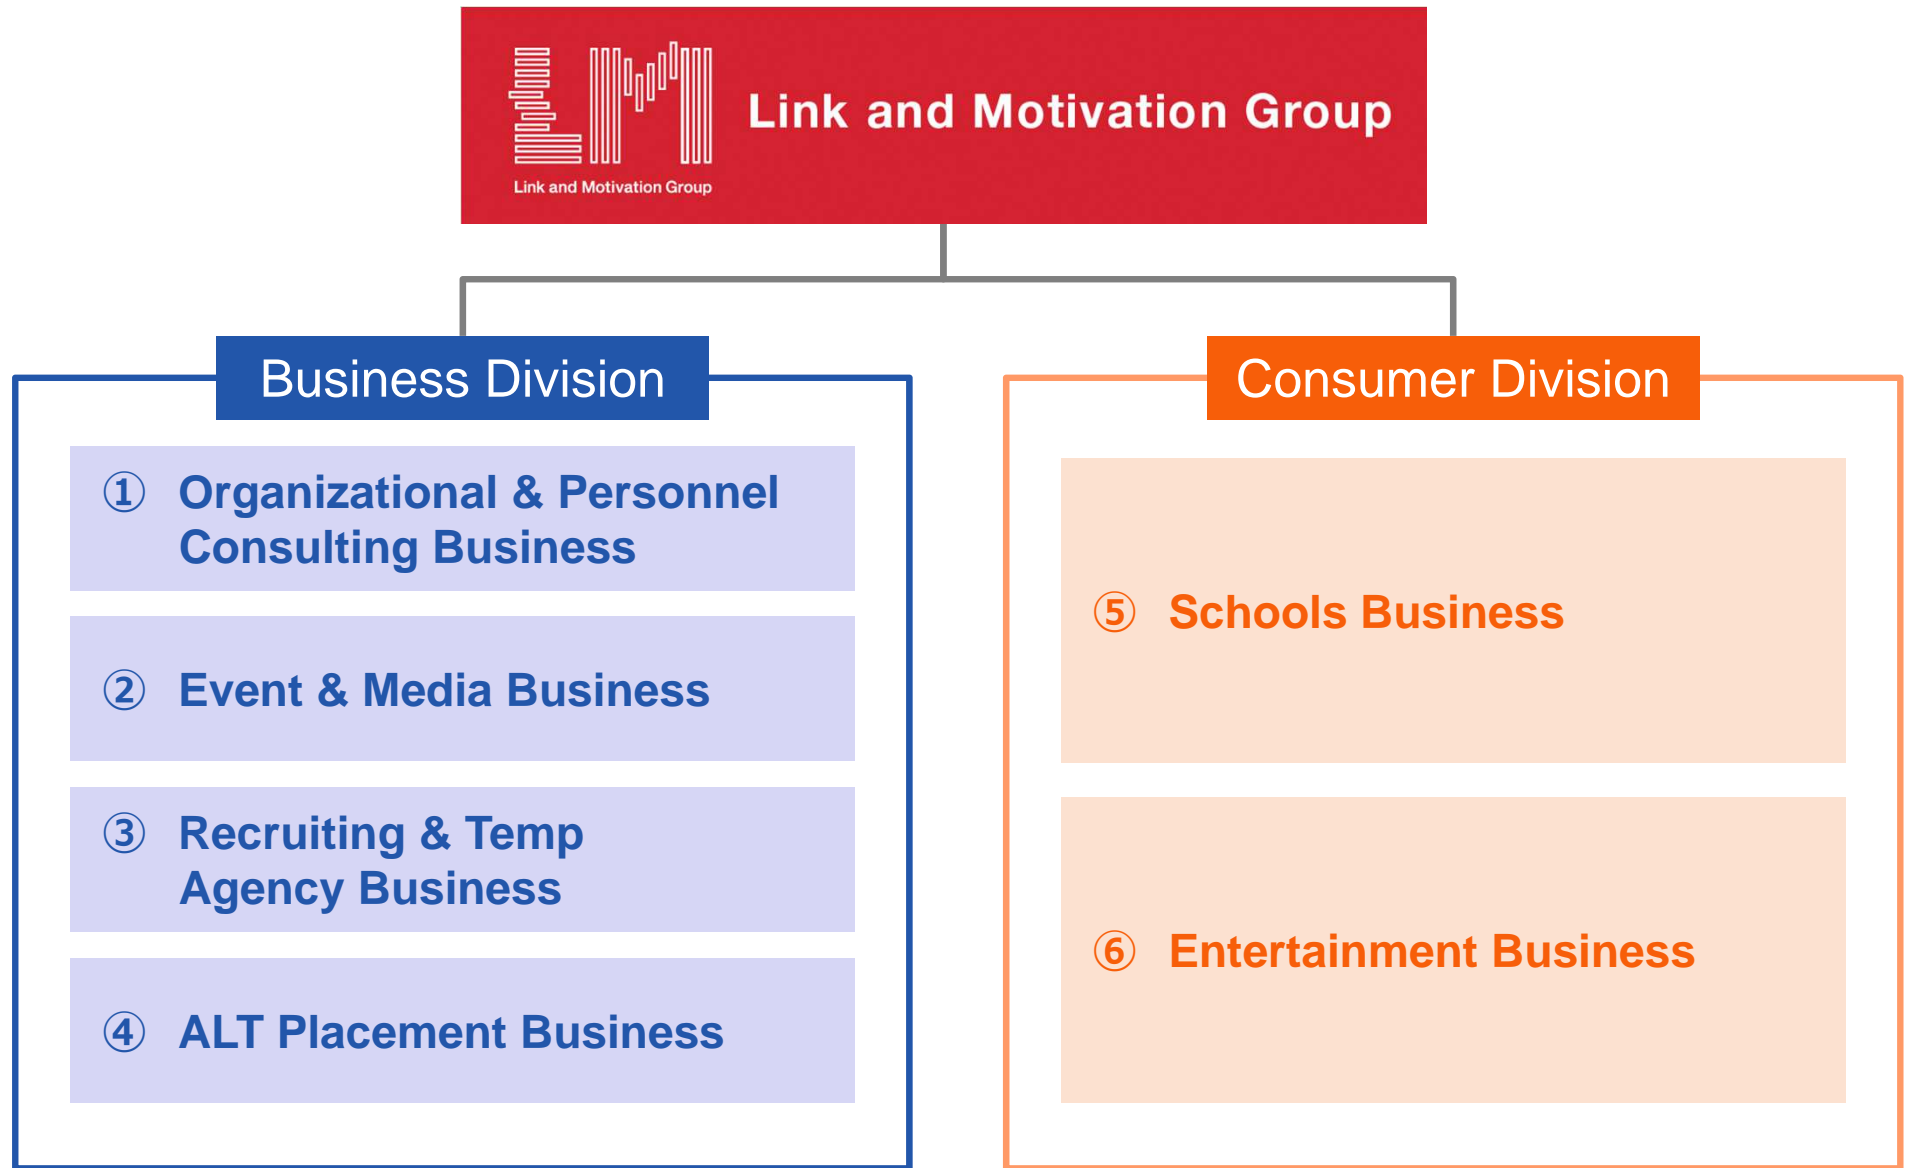 LM
Link and Motivation Group
Link and Motivation Group
Business Division
① Organizational & Personnel
Consulting Business
② Event & Media Business
③ Recruiting & Temp
Agency Business
④ ALT Placement Business
Consumer Division
⑤ Schools Business
⑥ Entertainment Business